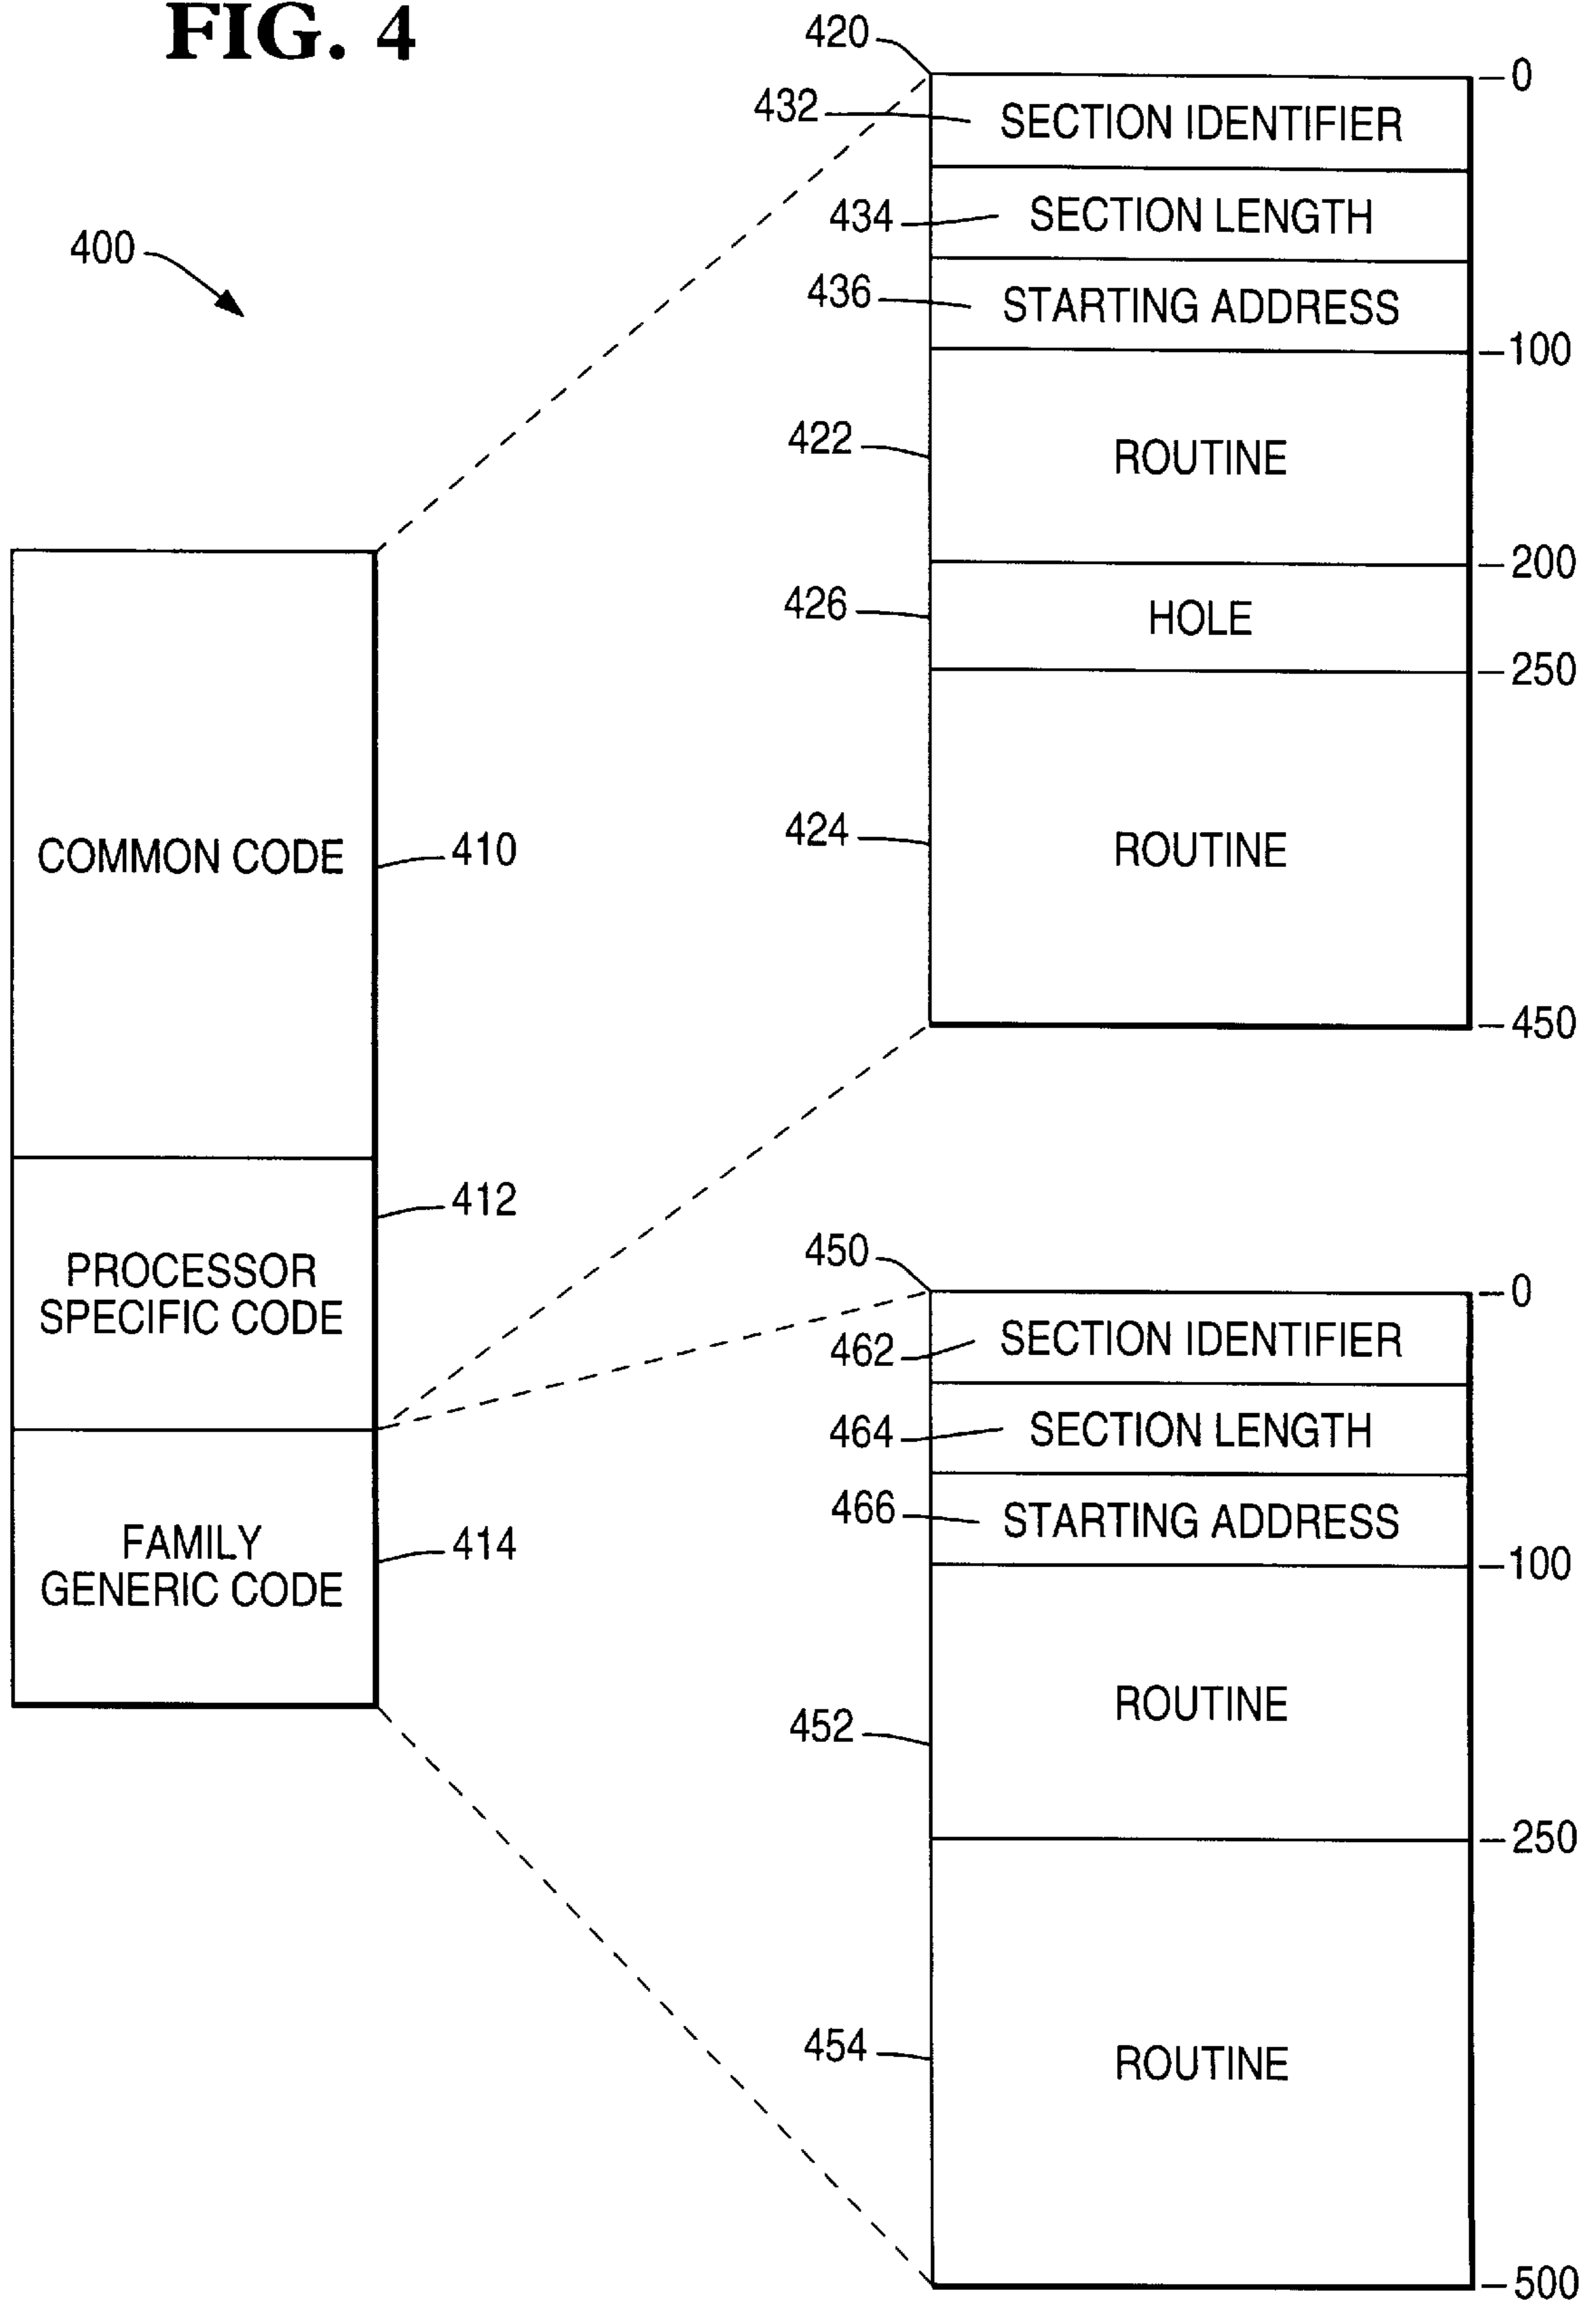 FIG. 4
400
COMMON CODE
410
412
PROCESSOR
SPECIFIC CODE
FAMILY
GENERIC CODE
414
420
0
432
SECTION IDENTIFIER
434
SECTION LENGTH
436
STARTING ADDRESS
100
422
ROUTINE
200
426
HOLE
250
424
ROUTINE
450
450
0
462
SECTION IDENTIFIER
464
SECTION LENGTH
466
STARTING ADDRESS
100
452
ROUTINE
250
454
ROUTINE
500